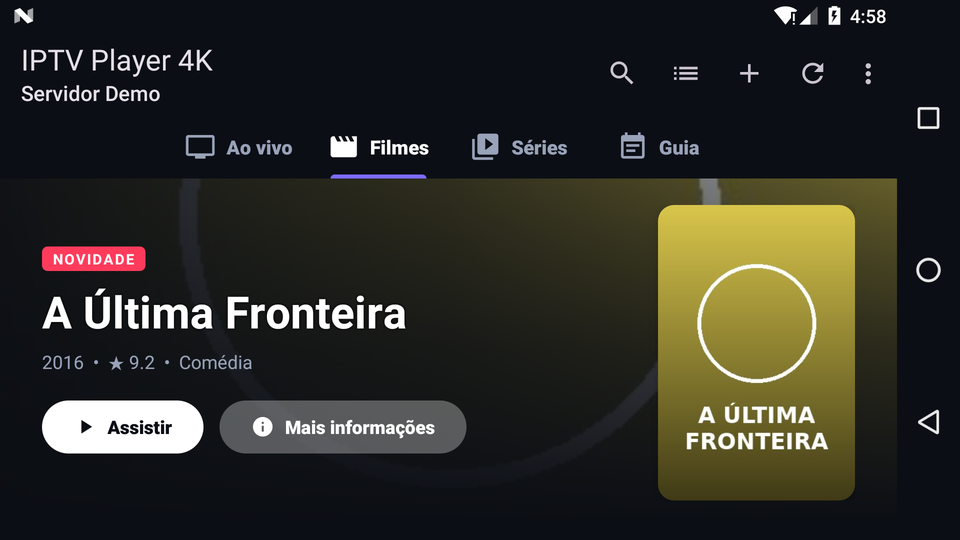 4:58
IPTV Player 4K
Servidor Demo
Ao vivo
Filmes
Séries
Guia
NOVIDADE
A Última Fronteira
2016 • ★ 9.2 • Comédia
Assistir
Mais informações
A ÚLTIMA
FRONTEIRA